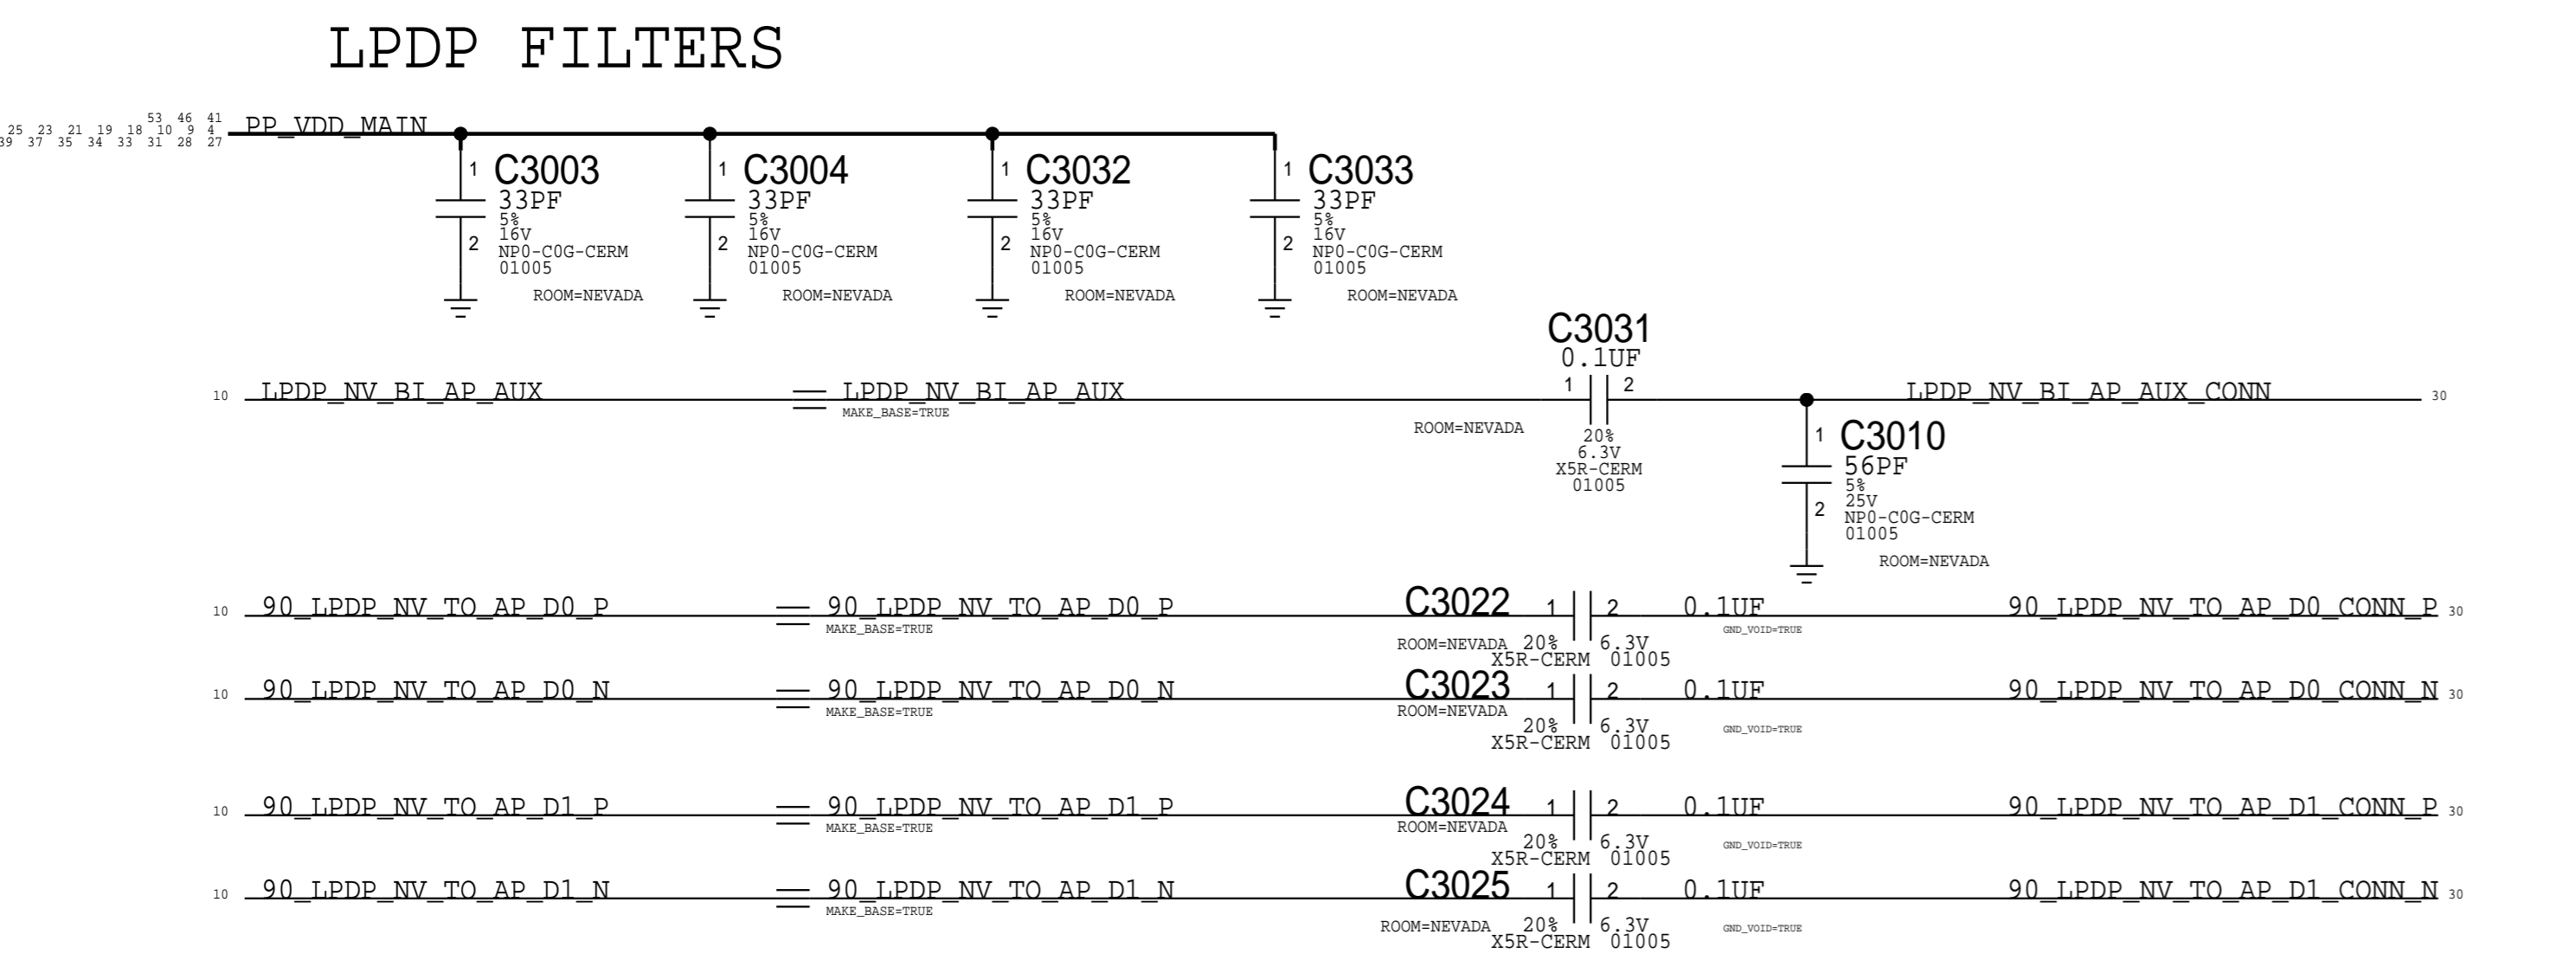 LPDP FILTERS
53 46 41
25 23 21 19 18 10 9 4 PP_VDD_MAIN
39 37 35 34 33 31 28 27
1 C3003
33PF
5%
16V
2 NP0-C0G-CERM
01005
ROOM=NEVADA
1 C3004
33PF
5%
16V
2 NP0-C0G-CERM
01005
ROOM=NEVADA
1 C3032
33PF
5%
16V
2 NP0-C0G-CERM
01005
ROOM=NEVADA
1 C3033
33PF
5%
16V
2 NP0-C0G-CERM
01005
ROOM=NEVADA
C3031
0.1UF
10 LPDP_NV_BI_AP_AUX LPDP_NV_BI_AP_AUX 1 2 LPDP_NV_BI_AP_AUX_CONN 30
MAKE_BASE=TRUE
ROOM=NEVADA
20%
6.3V
X5R-CERM
01005
1 C3010
56PF
5%
25V
2 NP0-C0G-CERM
01005
ROOM=NEVADA
10 90_LPDP_NV_TO_AP_D0_P 90_LPDP_NV_TO_AP_D0_P C3022 1 2 0.1UF 90_LPDP_NV_TO_AP_D0_CONN_P 30
MAKE_BASE=TRUE GND_VOID=TRUE
ROOM=NEVADA 20% 6.3V
X5R-CERM 01005
10 90_LPDP_NV_TO_AP_D0_N 90_LPDP_NV_TO_AP_D0_N C3023 1 2 0.1UF 90_LPDP_NV_TO_AP_D0_CONN_N 30
MAKE_BASE=TRUE ROOM=NEVADA
20% 6.3V GND_VOID=TRUE
X5R-CERM 01005
10 90_LPDP_NV_TO_AP_D1_P 90_LPDP_NV_TO_AP_D1_P C3024 1 2 0.1UF 90_LPDP_NV_TO_AP_D1_CONN_P 30
MAKE_BASE=TRUE ROOM=NEVADA
20% 6.3V GND_VOID=TRUE
X5R-CERM 01005
10 90_LPDP_NV_TO_AP_D1_N 90_LPDP_NV_TO_AP_D1_N C3025 1 2 0.1UF 90_LPDP_NV_TO_AP_D1_CONN_N 30
MAKE_BASE=TRUE
ROOM=NEVADA 20% 6.3V GND_VOID=TRUE
X5R-CERM 01005